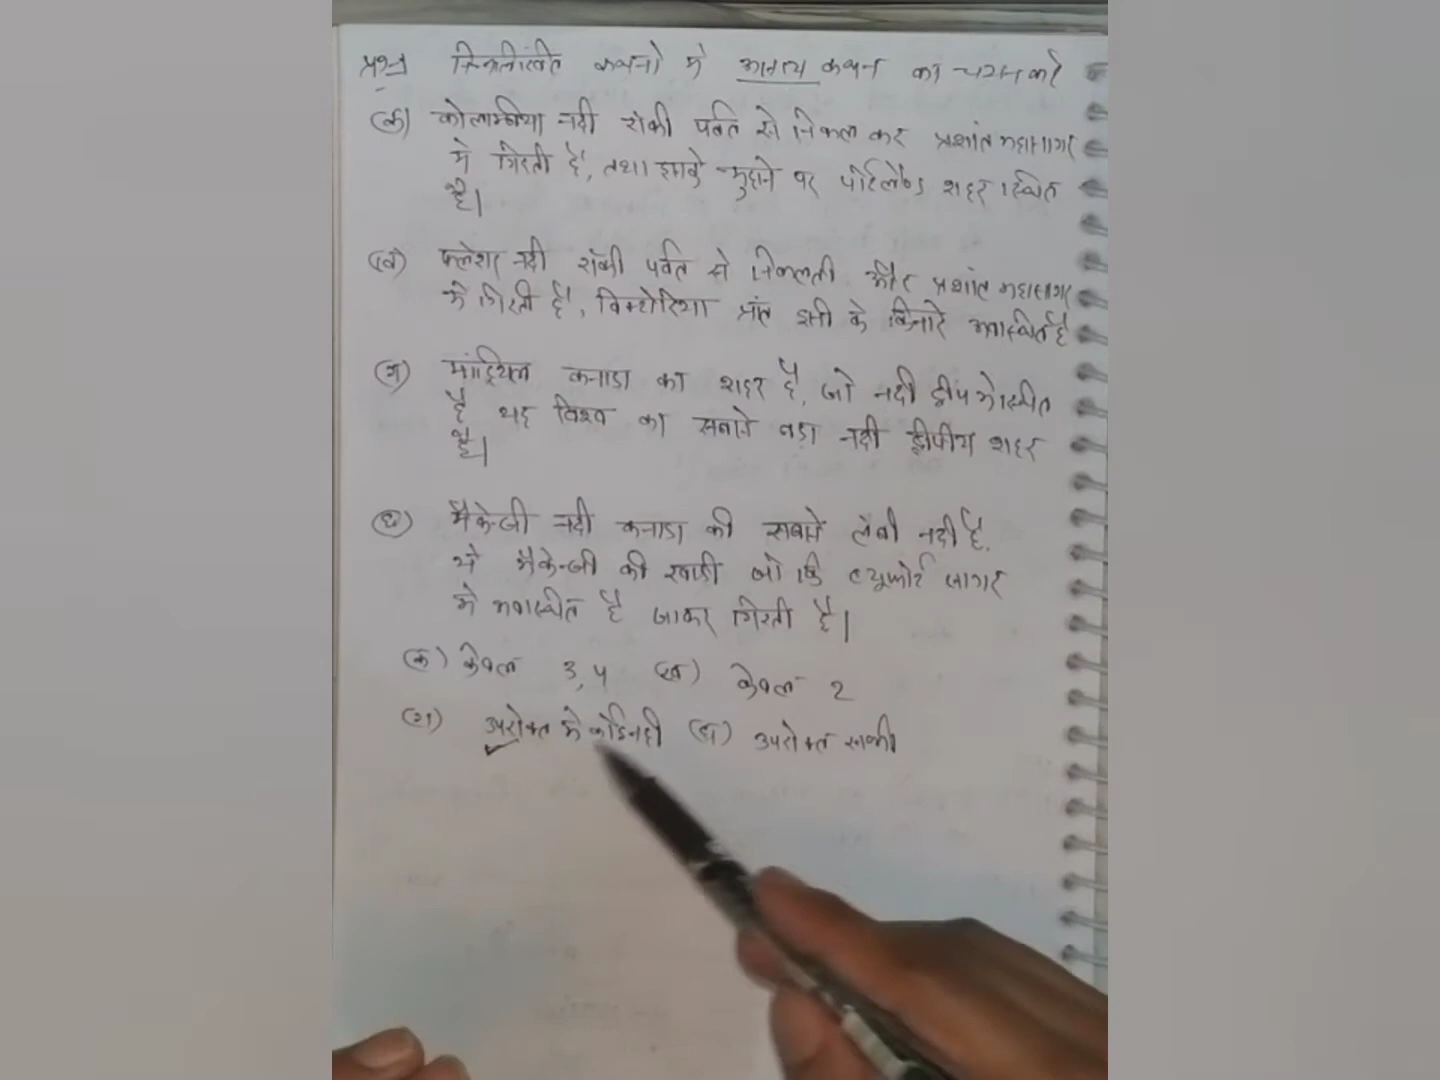 प्रश्न निम्नलिखित कथनो मे असत्य कथन का चयन करे
(क) कोलम्बिया नदी रॉकी पर्वत से निकल कर प्रशांत महासागर
मे गिरती है, तथा इसके मुहाने पर पोर्टलैण्ड शहर स्थित
है।
(ख) फ्लेशर नदी रॉकी पर्वत से निकलती और प्रशांत महासागर
मे गिरती है, विक्टोरिया प्रांत इसी के किनारे अवस्थित है
(ग) मांट्रियल कनाडा का शहर है, जो नदी द्वीप मे स्थित
है यह विश्व का सबसे बड़ा नदी द्वीपीय शहर
है।
(घ) मैकेन्जी नदी कनाडा की सबसे लंबी नदी है,
ये मैकेन्जी की खाड़ी जो कि ब्यूफोर्ट सागर
मे अवस्थित है जाकर गिरती है।
(क) केवल 3,4 (ख) केवल 2
(ग) उपरोक्त मे कोई नही (घ) उपरोक्त सभी